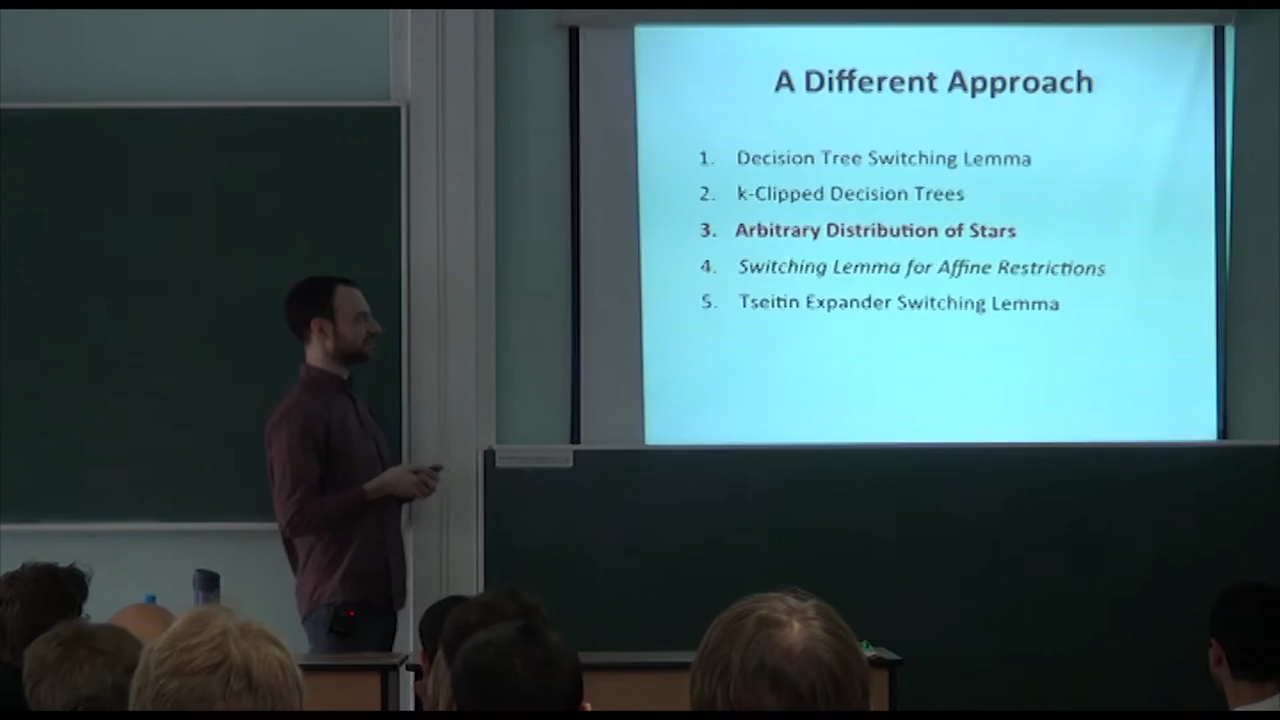 A Different Approach
1. Decision Tree Switching Lemma
2. k-Clipped Decision Trees
3. Arbitrary Distribution of Stars
4. Switching Lemma for Affine Restrictions
5. Tseitin Expander Switching Lemma